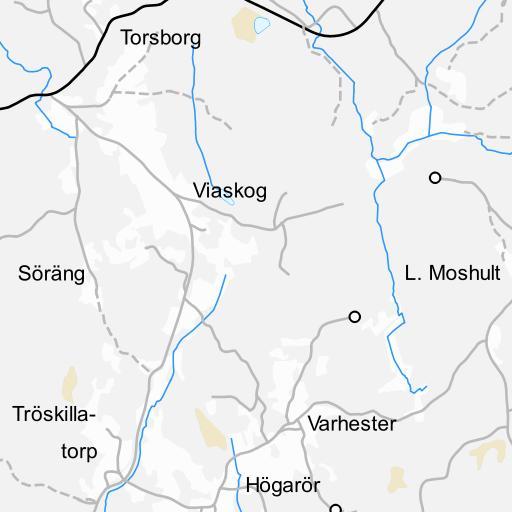 Torsborg
Viaskog
Söräng
L. Moshult
Tröskilla-
torp
Varhester
Högarör